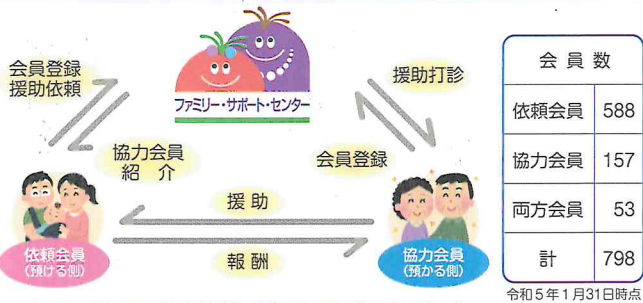 会員登録
援助依頼
ファミリー・サポート・センター
援助打診
協力会員
紹介
会員登録
援助
報酬
依頼会員
(預ける側)
協力会員
(預かる側)
会員数
依頼会員 588
協力会員 157
両方会員 53
計 798
令和5年1月31日時点